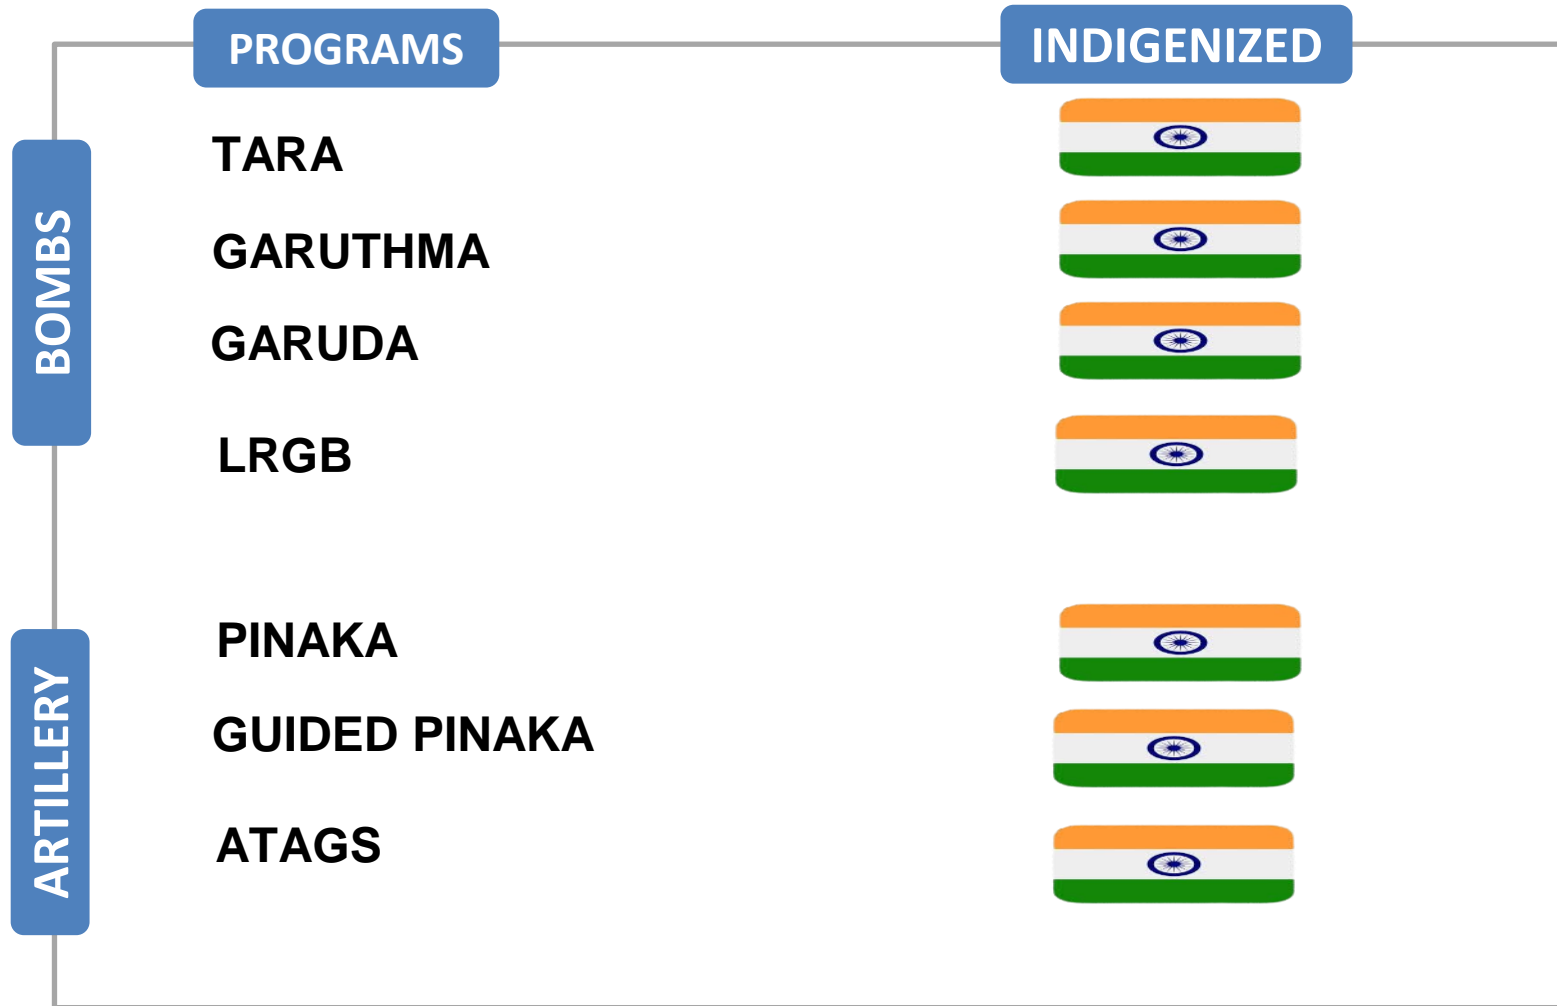 PROGRAMS
INDIGENIZED
BOMBS
TARA
GARUTHMA
GARUDA
LRGB
ARTILLERY
PINAKA
GUIDED PINAKA
ATAGS